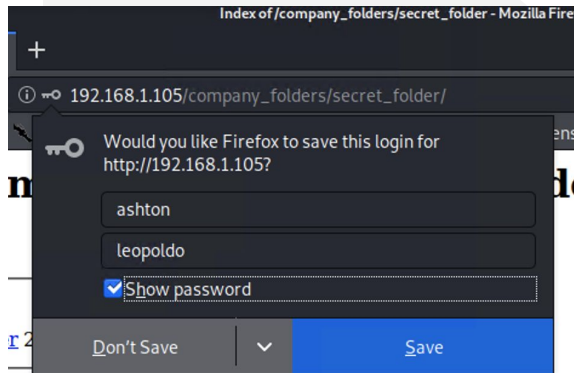 Index of /company_folders/secret_folder - Mozilla Fire
+
192.168.1.105/company_folders/secret_folder/
Would you like Firefox to save this login for
http://192.168.1.105?
ashton
leopoldo
Show password
Don't Save
Save